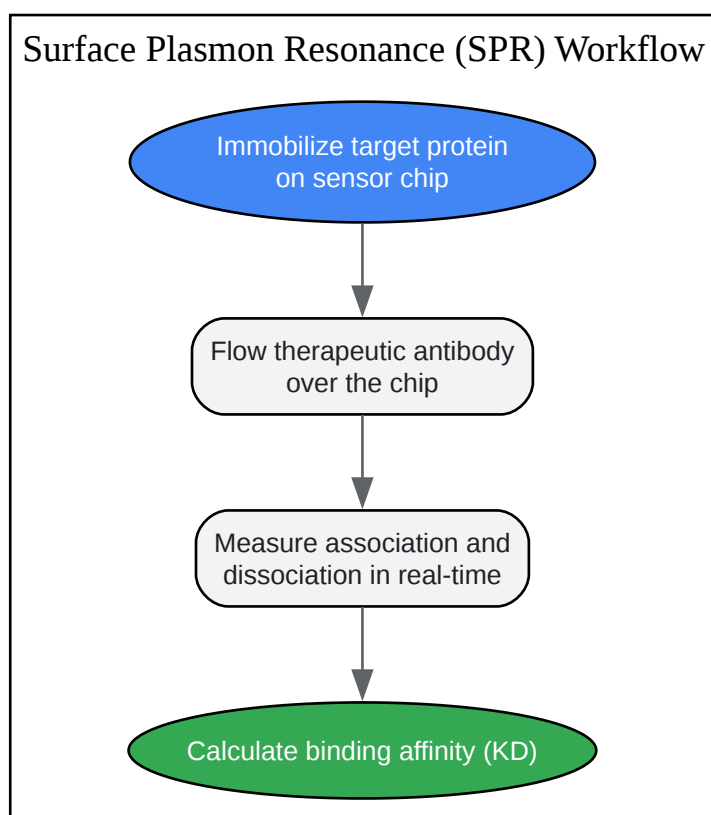 Surface Plasmon Resonance (SPR) Workflow
Immobilize target protein
on sensor chip
Flow therapeutic antibody
over the chip
Measure association and
dissociation in real-time
Calculate binding affinity (KD)